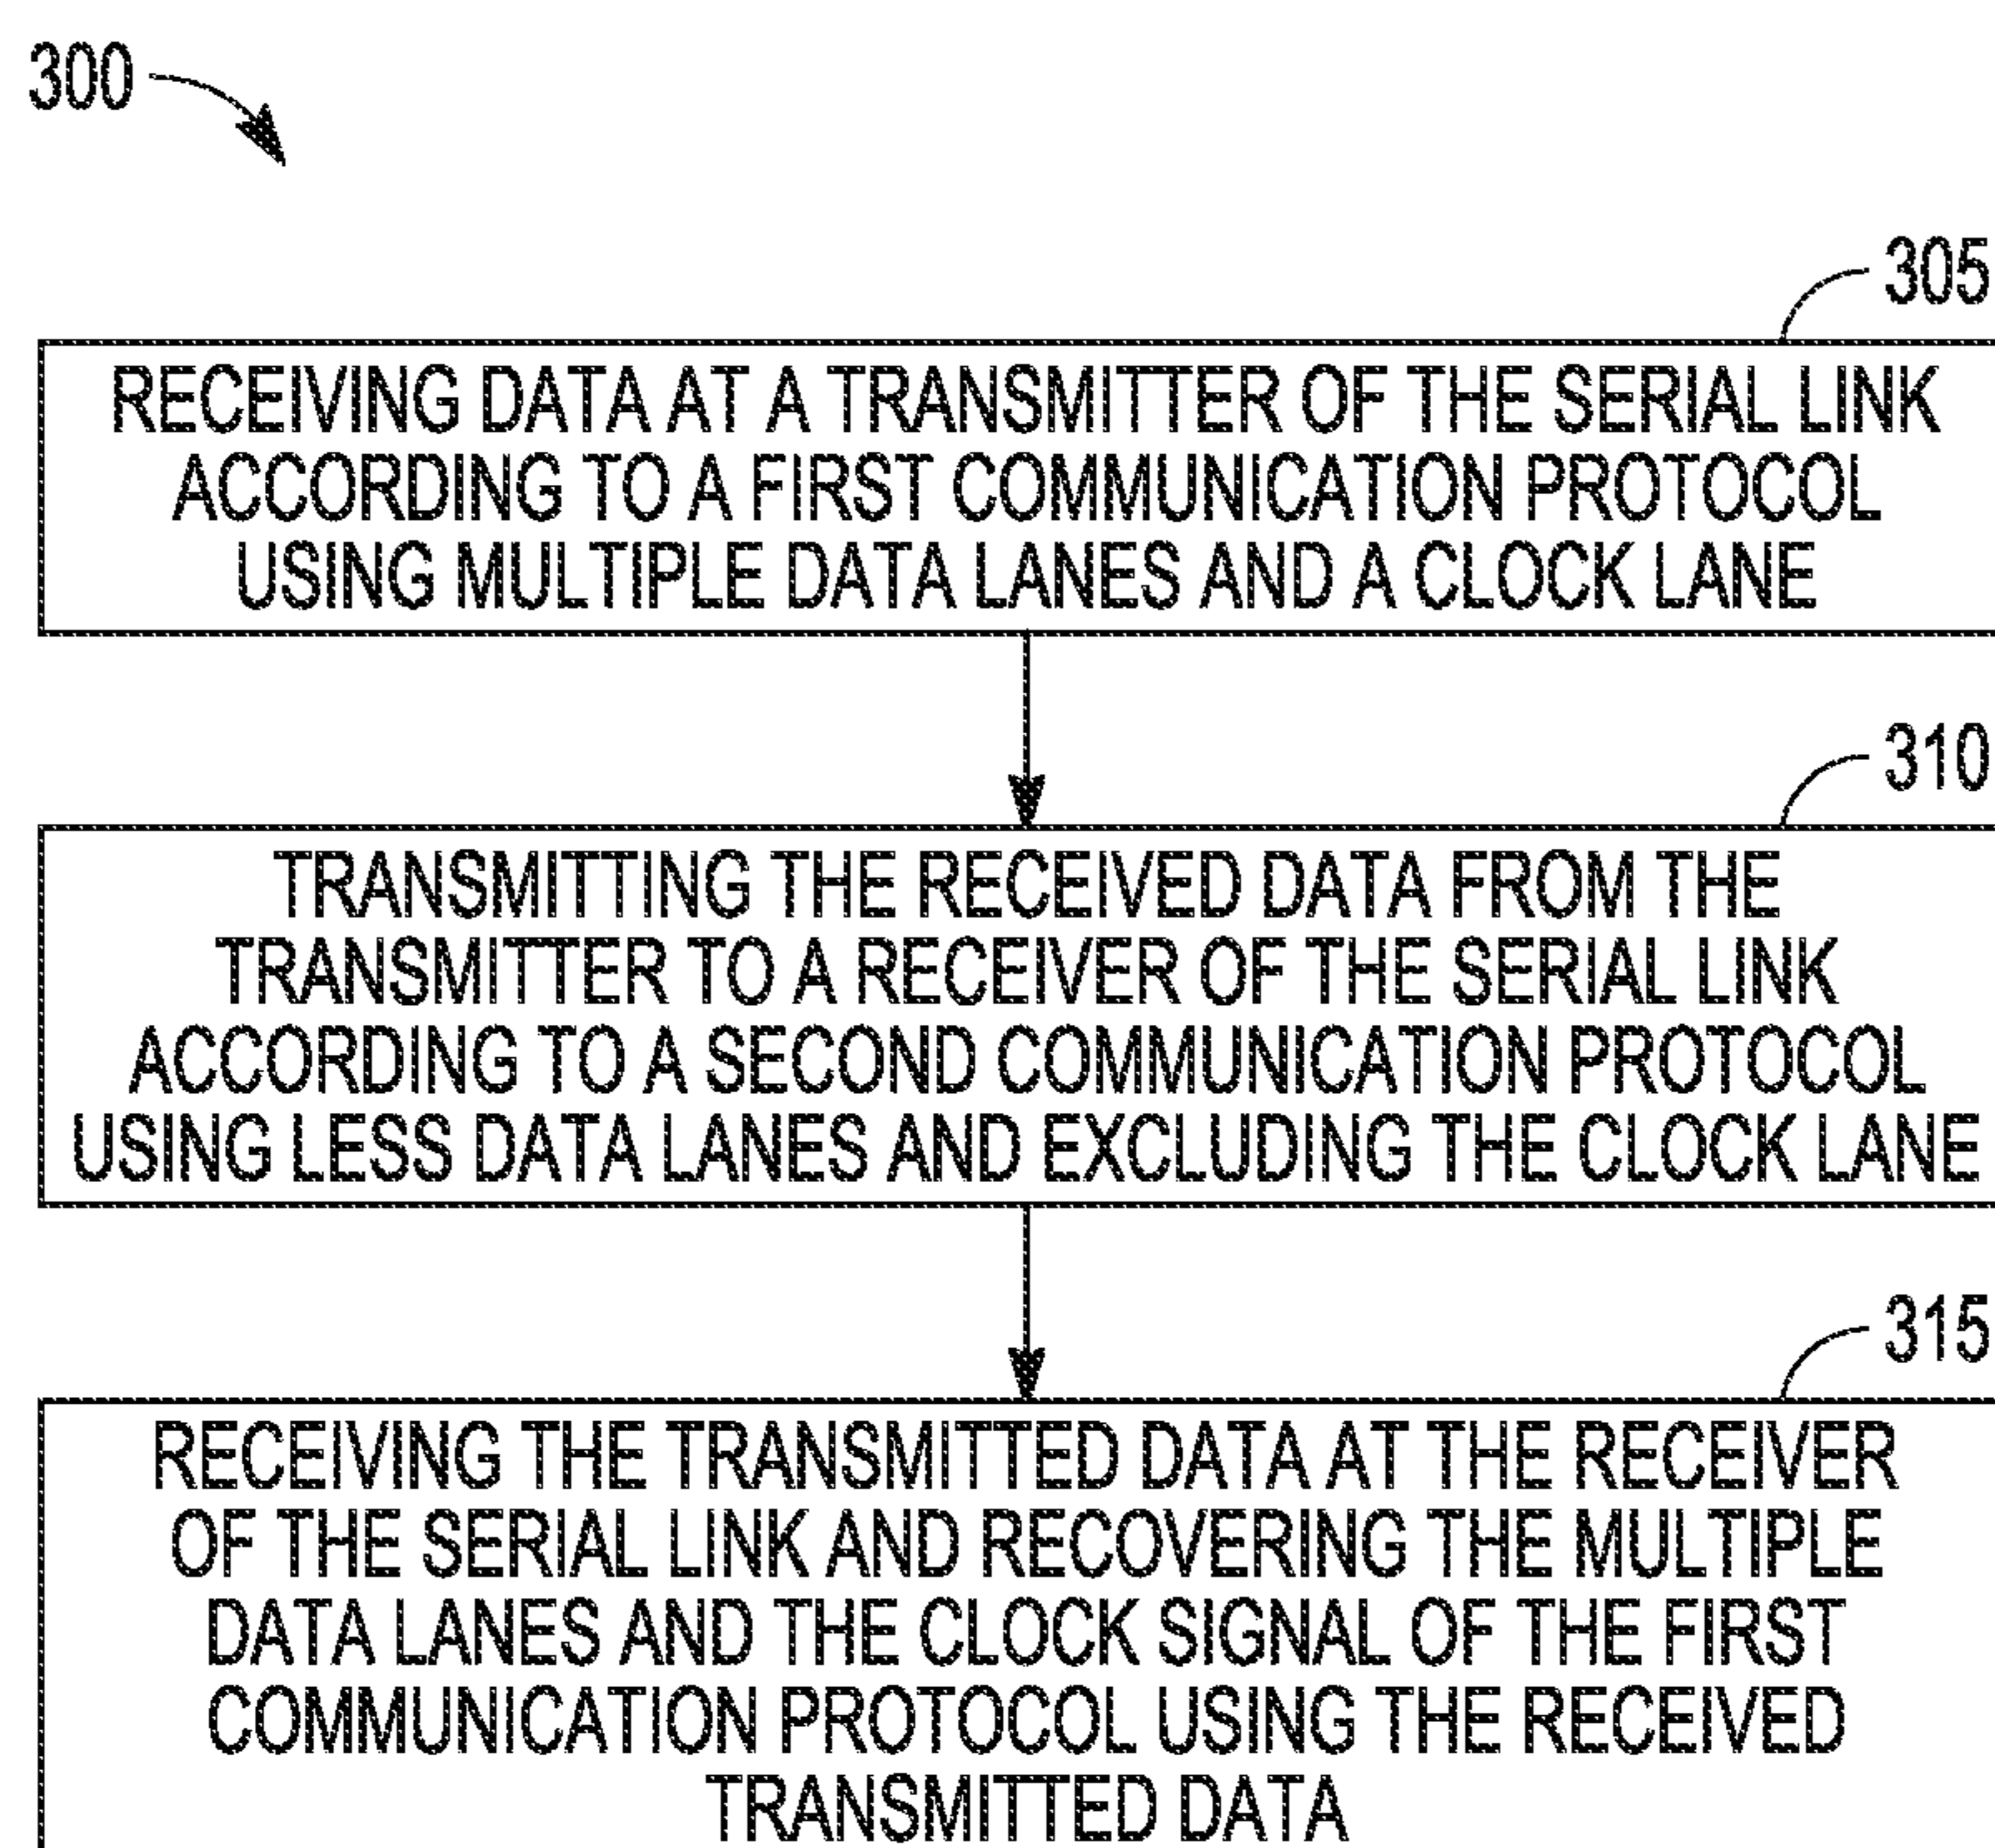 300
305
RECEIVING DATA AT A TRANSMITTER OF THE SERIAL LINK
ACCORDING TO A FIRST COMMUNICATION PROTOCOL
USING MULTIPLE DATA LANES AND A CLOCK LANE
310
TRANSMITTING THE RECEIVED DATA FROM THE
TRANSMITTER TO A RECEIVER OF THE SERIAL LINK
ACCORDING TO A SECOND COMMUNICATION PROTOCOL
USING LESS DATA LANES AND EXCLUDING THE CLOCK LANE
315
RECEIVING THE TRANSMITTED DATA AT THE RECEIVER
OF THE SERIAL LINK AND RECOVERING THE MULTIPLE
DATA LANES AND THE CLOCK SIGNAL OF THE FIRST
COMMUNICATION PROTOCOL USING THE RECEIVED
TRANSMITTED DATA